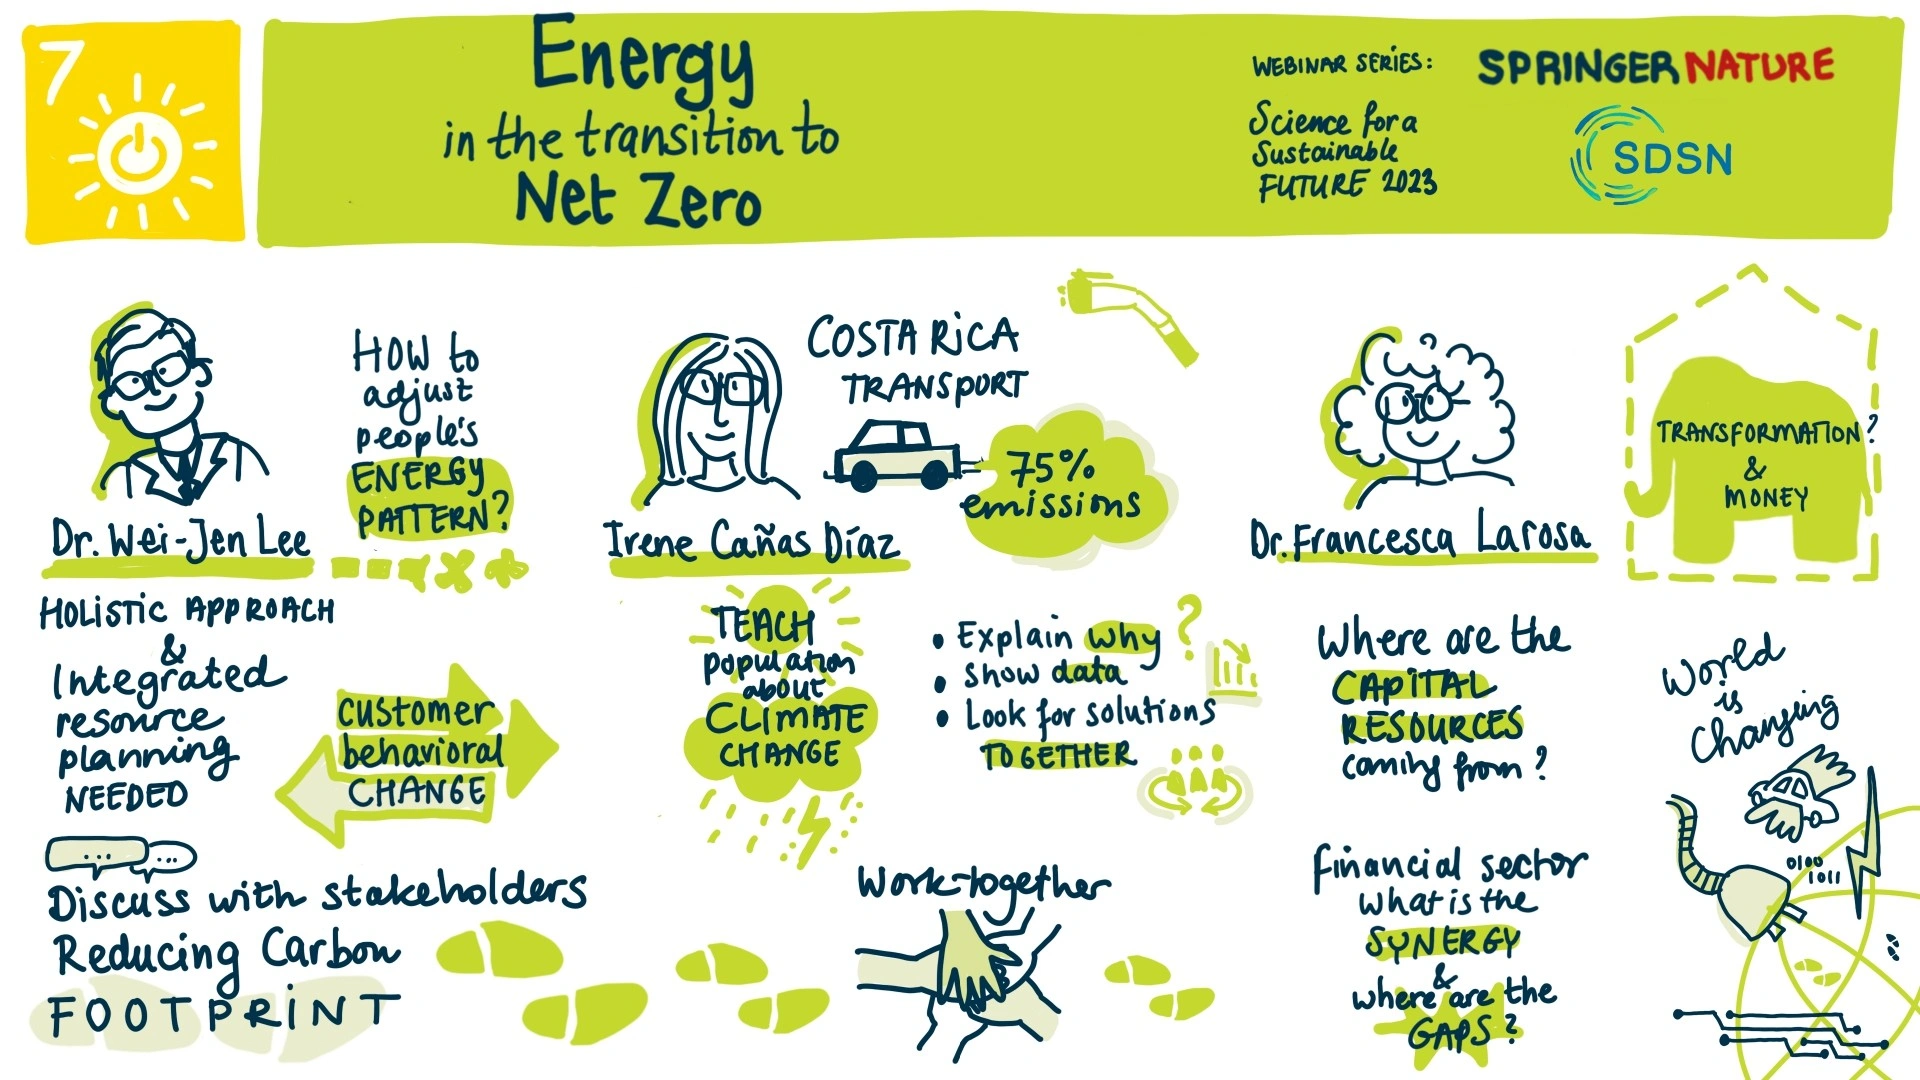 7
Energy
in the transition to
Net Zero
WEBINAR SERIES:
Science for a
Sustainable
FUTURE 2023
SPRINGER NATURE
SDSN
Dr. Wei-Jen Lee
HOW to
adjust
people's
ENERGY
PATTERN?
HOLISTIC APPROACH
&
Integrated
resource
planning
NEEDED
customer
behavioral
CHANGE
...
...
Discuss with stakeholders
Reducing Carbon
FOOTPRINT
Irene Cañas Díaz
COSTA RICA
TRANSPORT
75%
emissions
TEACH
population
about
CLIMATE
CHANGE
• Explain why ?
• Show data
• Look for solutions
TOGETHER
Work together
Dr. Francesca Larosa
TRANSFORMATION?
&
MONEY
Where are the
CAPITAL
RESOURCES
coming from?
Financial sector
What is the
SYNERGY
&
where are the
GAPS?
World
is
Changing
0100
1011